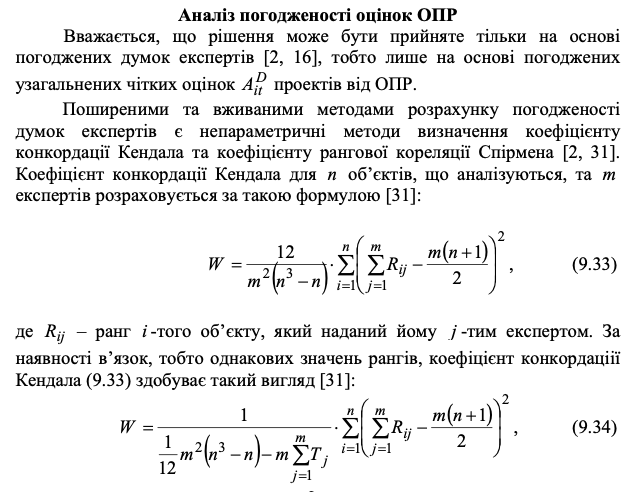 Аналіз погодженості оцінок ОПР
Вважається, що рішення може бути прийняте тільки на основі
погоджених думок експертів [2, 16], тобто лише на основі погоджених
узагальнених чітких оцінок A_{it}^{D} проектів від ОПР.
Поширеними та вживаними методами розрахунку погодженості
думок експертів є непараметричні методи визначення коефіцієнту
конкордації Кендала та коефіцієнту рангової кореляції Спірмена [2, 31].
Коефіцієнт конкордації Кендала для n об’єктів, що аналізуються, та m
експертів розраховується за такою формулою [31]:
W = \frac{12}{m^2(n^3 - n)} \cdot \sum_{i=1}^{n} \left( \sum_{j=1}^{m} R_{ij} - \frac{m(n+1)}{2} \right)^2 , (9.33)
де R_{ij} – ранг i-того об’єкту, який наданий йому j-тим експертом. За
наявності в’язок, тобто однакових значень рангів, коефіцієнт конкордаціії
Кендала (9.33) здобуває такий вигляд [31]:
W = \frac{1}{\frac{1}{12} m^2(n^3 - n) - m \sum_{j=1}^{m} T_j} \cdot \sum_{i=1}^{n} \left( \sum_{j=1}^{m} R_{ij} - \frac{m(n+1)}{2} \right)^2 , (9.34)